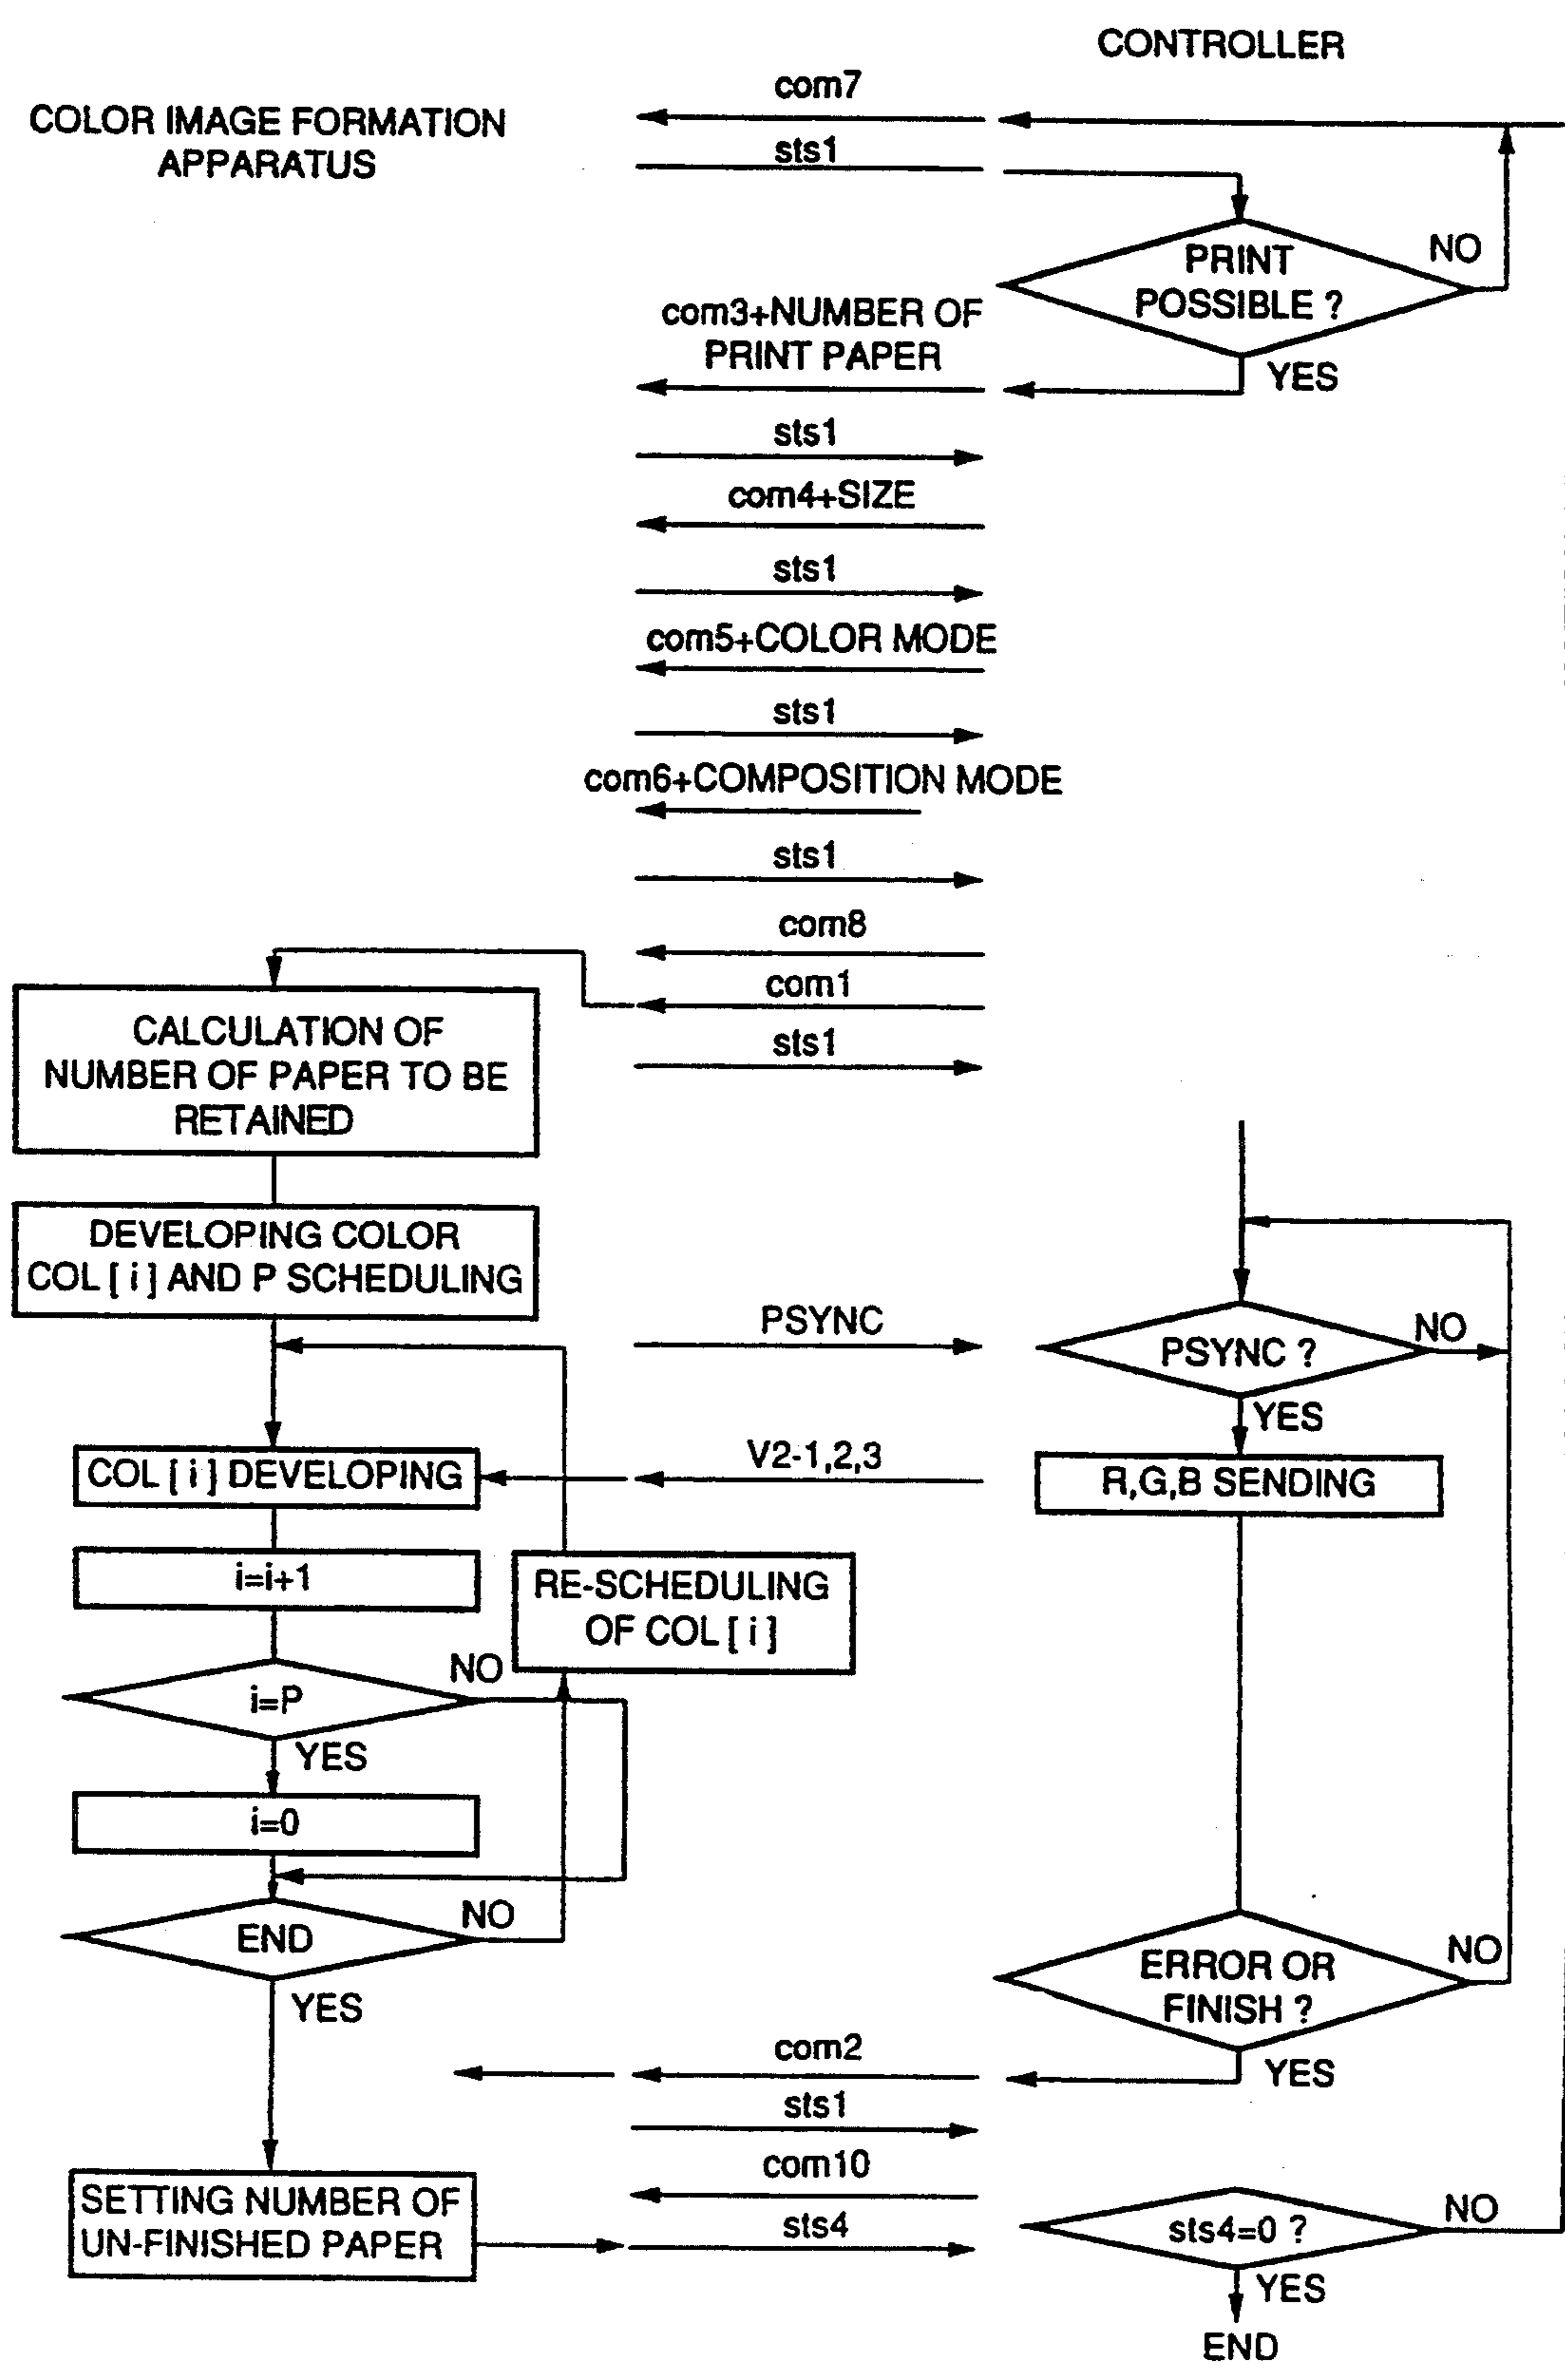 CONTROLLER
com7
COLOR IMAGE FORMATION
APPARATUS
sts1
PRINT
POSSIBLE ?
NO
YES
com3+NUMBER OF
PRINT PAPER
sts1
com4+SIZE
sts1
com5+COLOR MODE
sts1
com6+COMPOSITION MODE
sts1
com8
com1
sts1
CALCULATION OF
NUMBER OF PAPER TO BE
RETAINED
DEVELOPING COLOR
COL [ i ] AND P SCHEDULING
PSYNC
PSYNC ?
NO
YES
COL [ i ] DEVELOPING
V2-1,2,3
R,G,B SENDING
i=i+1
RE-SCHEDULING
OF COL [ i ]
i=P
NO
YES
i=0
END
NO
YES
ERROR OR
FINISH ?
NO
YES
com2
sts1
com10
SETTING NUMBER OF
UN-FINISHED PAPER
sts4
sts4=0 ?
NO
YES
END